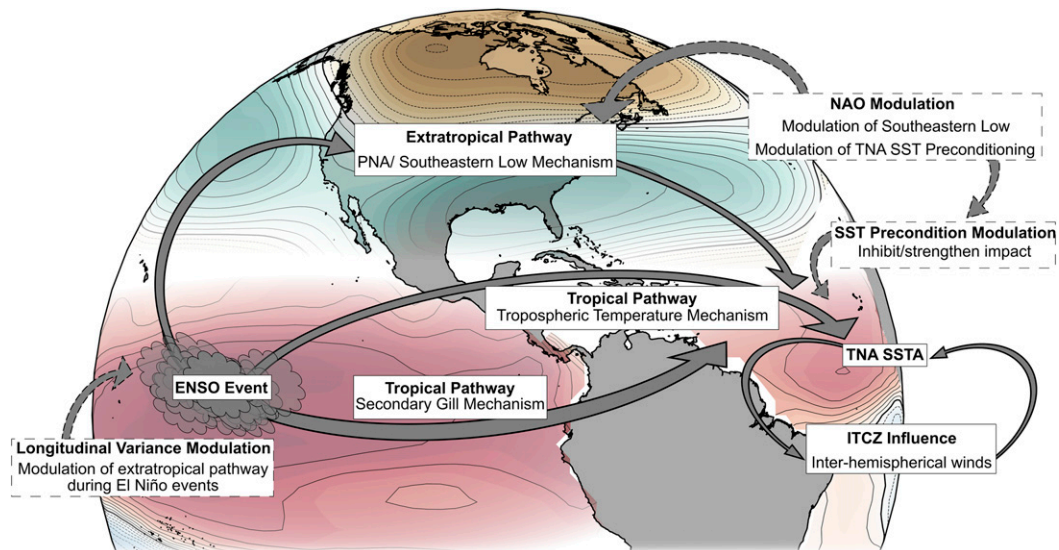 Extratropical Pathway
PNA/ Southeastern Low Mechanism
NAO Modulation
Modulation of Southeastern Low
Modulation of TNA SST Preconditioning
SST Precondition Modulation
Inhibit/strengthen impact
Tropical Pathway
Tropospheric Temperature Mechanism
TNA SSTA
ENSO Event
Tropical Pathway
Secondary Gill Mechanism
ITCZ Influence
Inter-hemispherical winds
Longitudinal Variance Modulation
Modulation of extratropical pathway
during El Niño events